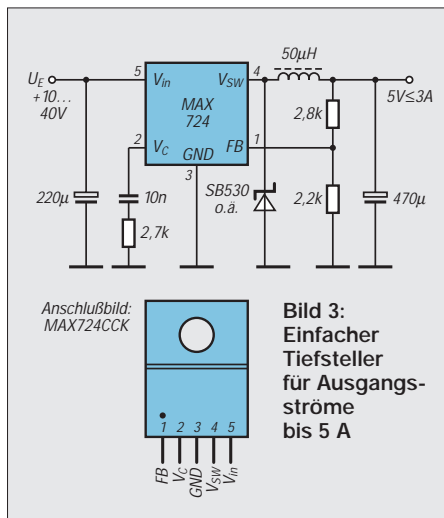 50µH
U_E
+10...
40V
5
V_in
V_SW
4
MAX
724
5V≤3A
2,8k
2
V_C
GND
FB
1
3
220µ
10n
2,7k
SB530
o.ä.
2,2k
470µ
Anschlußbild:
MAX724CCK
1 2 3 4 5
FB
V_C
GND
V_SW
V_in
Bild 3:
Einfacher
Tiefsteller
für Ausgangs-
ströme
bis 5 A